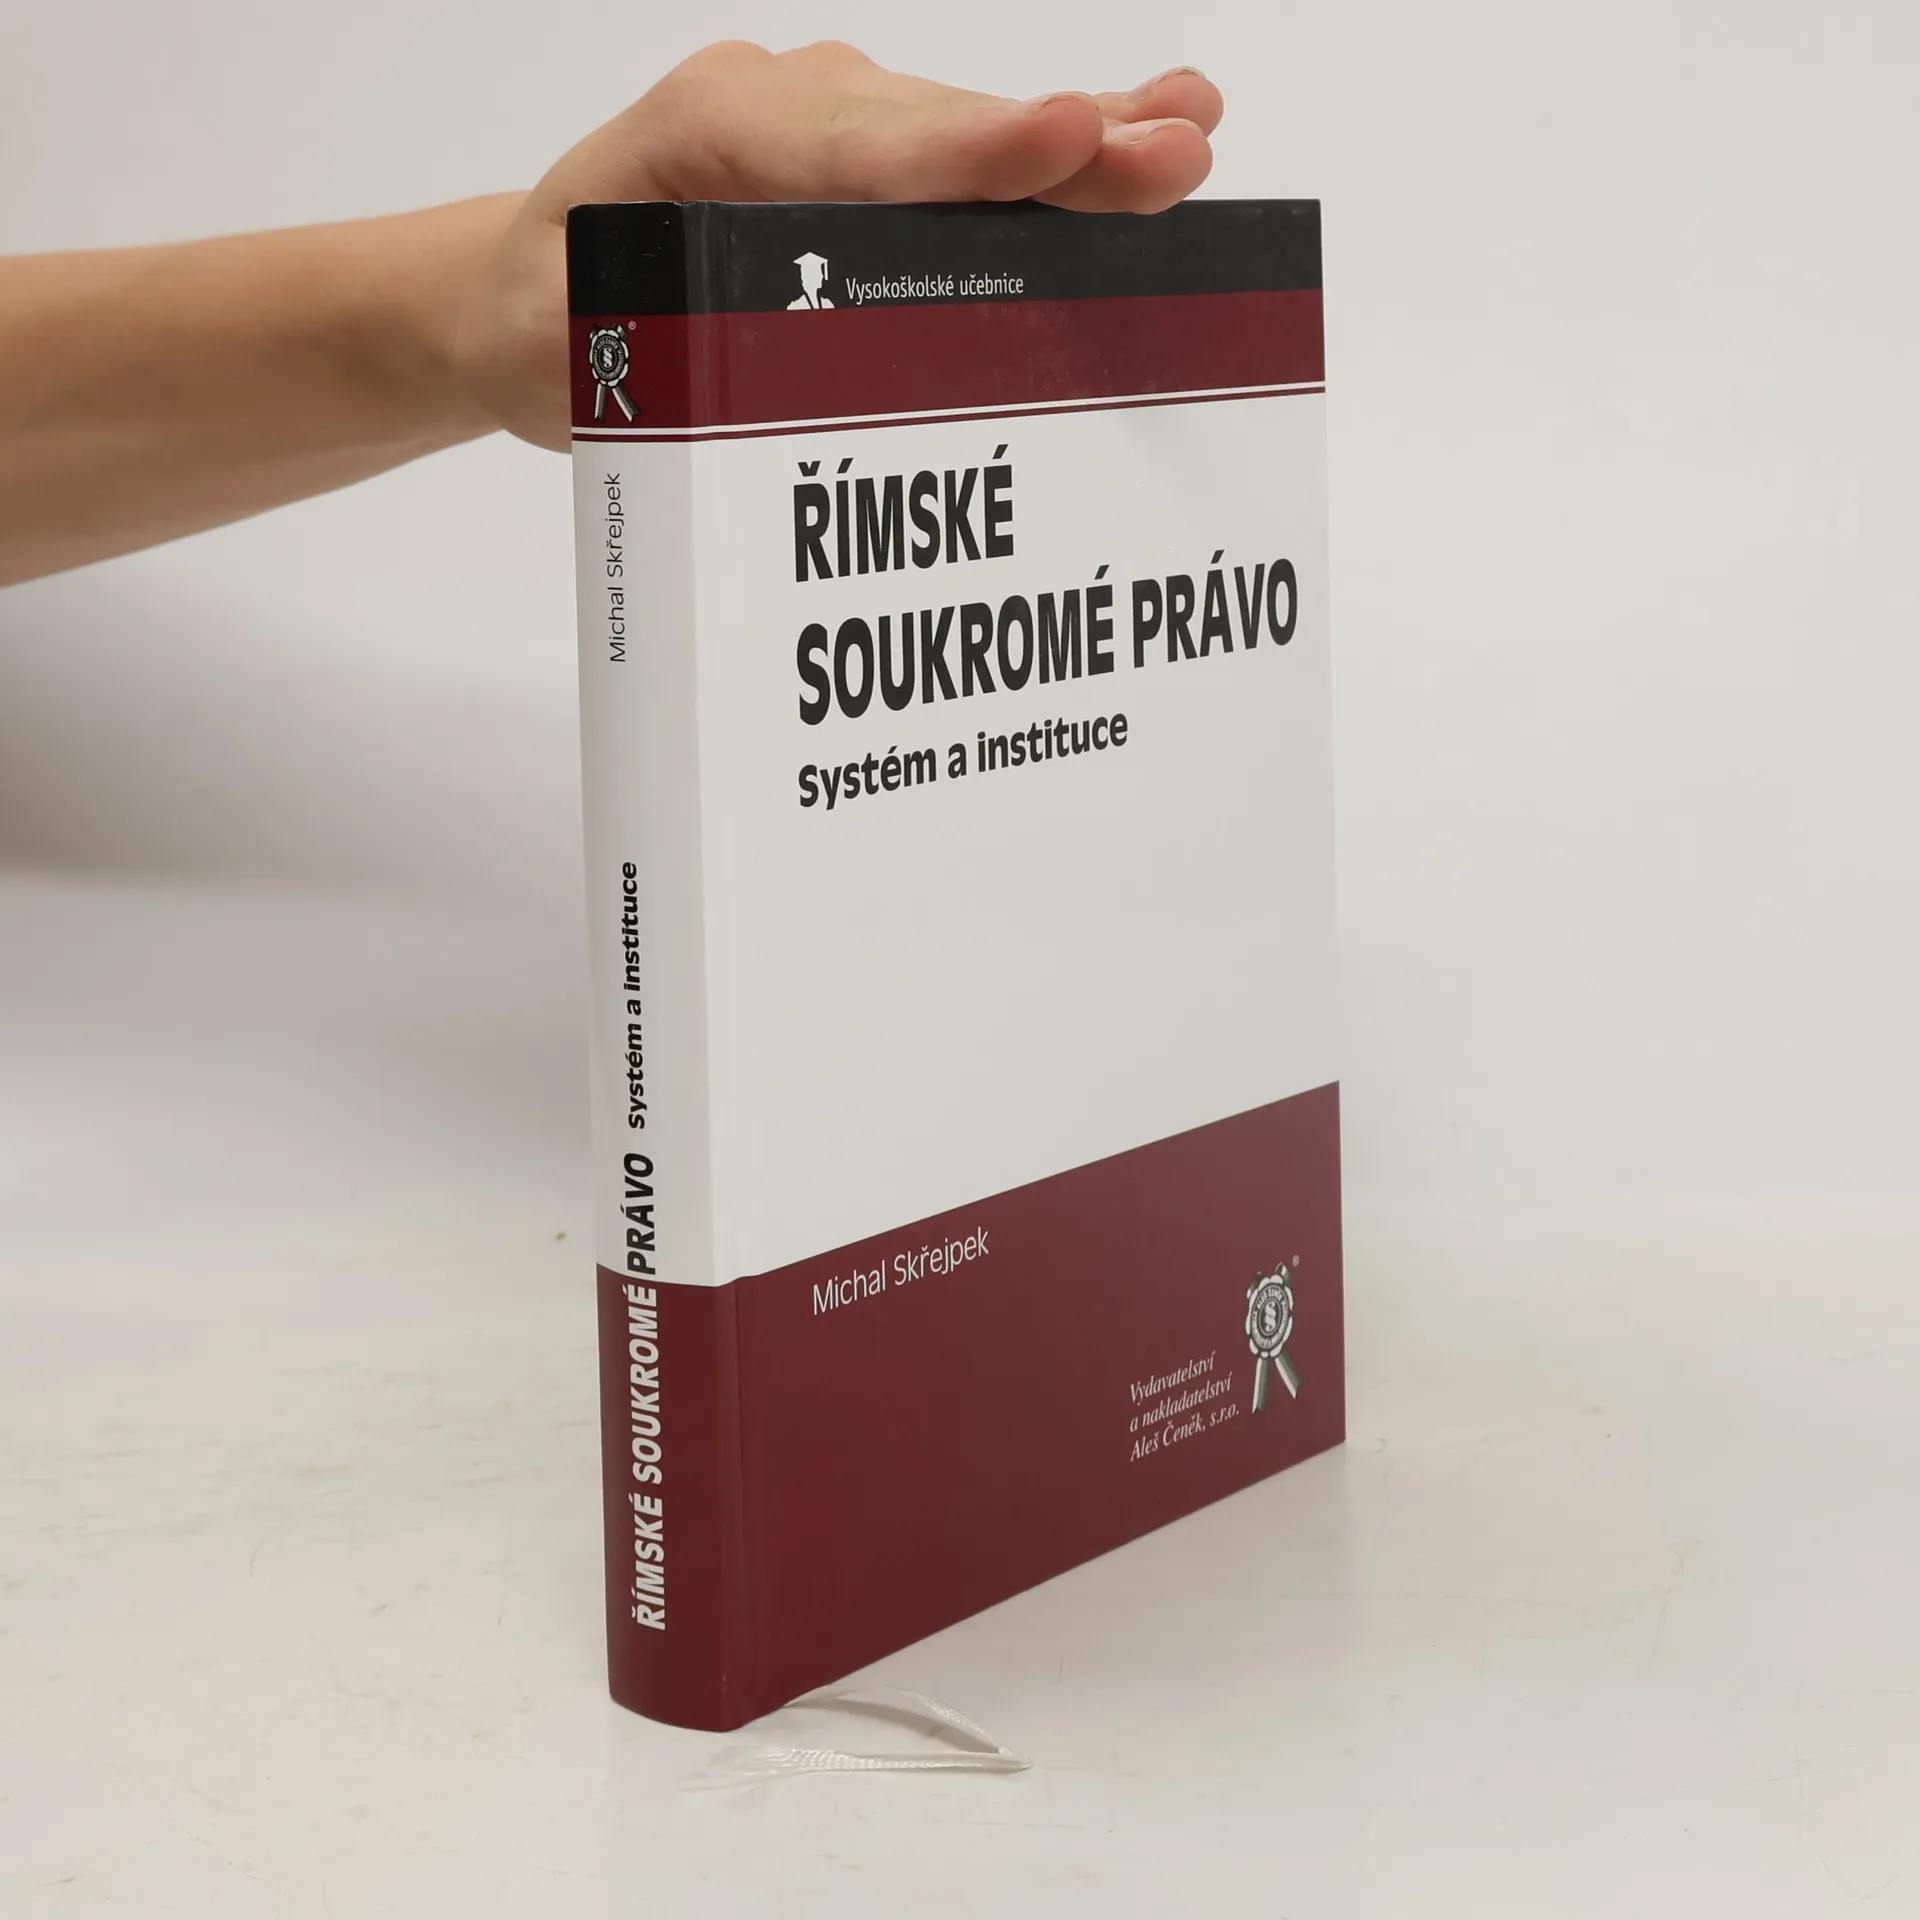 Vysokoškolské učebnice
ŘÍMSKÉ
SOUKROMÉ PRÁVO
Systém a instituce
Michal Skřejpek
Vydavatelství
a nakladatelství
Aleš Čeněk, s.r.o.
®
®
Michal Skřejpek
ŘÍMSKÉ SOUKROMÉ PRÁVO Systém a instituce